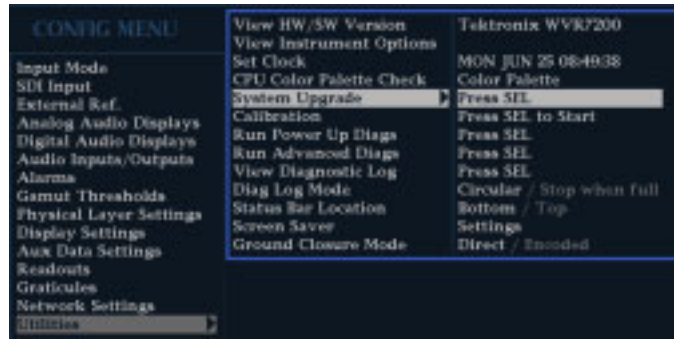 CONFIG MENU
Input Mode
SDI Input
External Ref.
Analog Audio Displays
Digital Audio Displays
Audio Inputs/Outputs
Alarms
Gamut Thresholds
Physical Layer Settings
Display Settings
Aux Data Settings
Readouts
Graticules
Network Settings
Utilities
View HW/SW Version Tektronix WVR7200
View Instrument Options
Set Clock MON JUN 25 08:49:38
CPU Color Palette Check Color Palette
System Upgrade Press SEL
Calibration Press SEL to Start
Run Power Up Diags Press SEL
Run Advanced Diags Press SEL
View Diagnostic Log Press SEL
Diag Log Mode Circular / Stop when full
Status Bar Location Bottom / Top
Screen Saver Settings
Ground Closure Mode Direct / Encoded